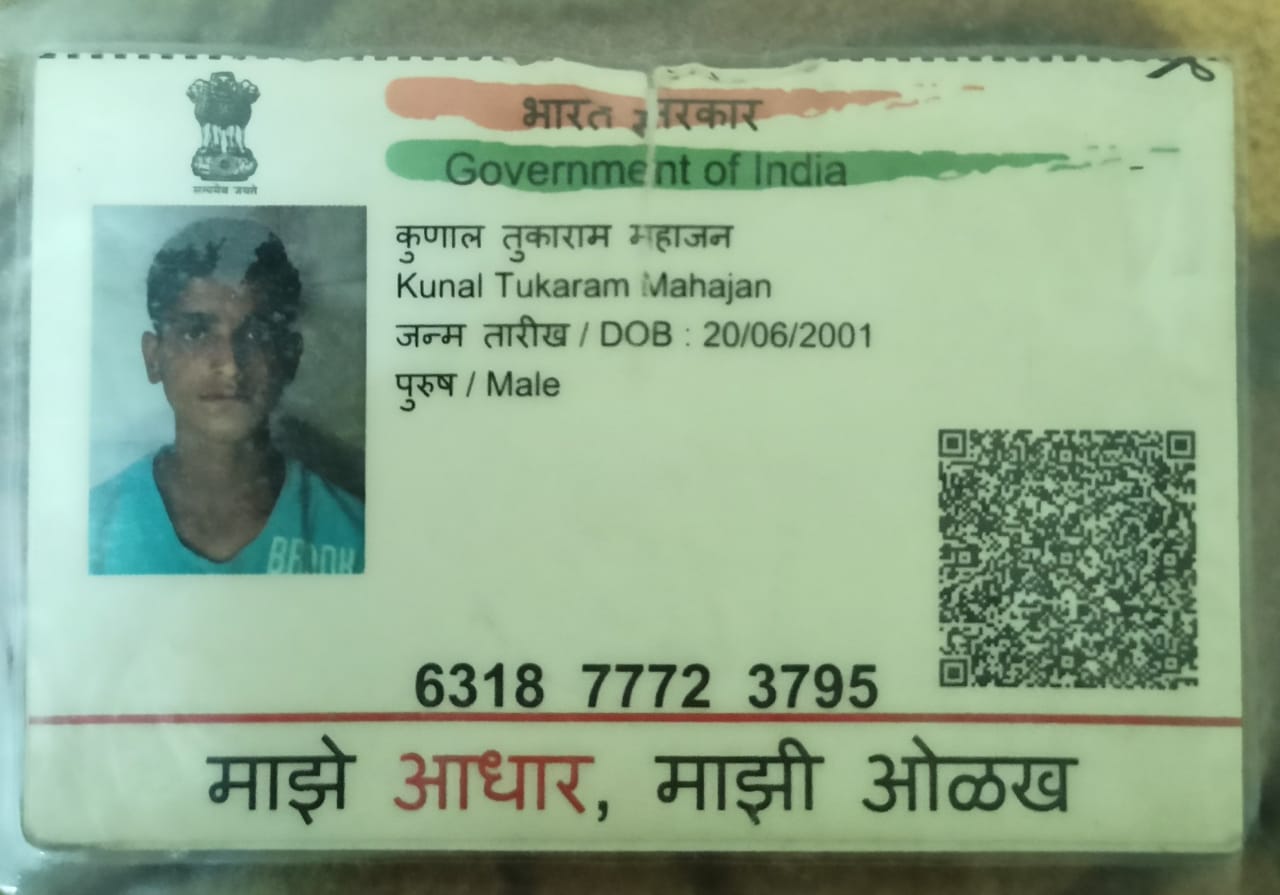 भारत सरकार
Government of India
सत्यमेव जयते
कुणाल तुकाराम महाजन
Kunal Tukaram Mahajan
जन्म तारीख / DOB : 20/06/2001
पुरुष / Male
6318 7772 3795
माझे आधार, माझी ओळख